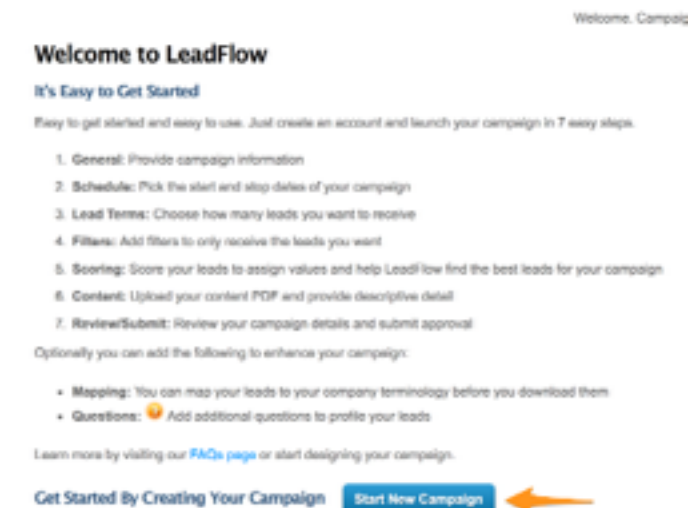 Welcome, Campaig
Welcome to LeadFlow
It's Easy to Get Started
Easy to get started and easy to use. Just create an account and launch your campaign in 7 easy steps.
1. General: Provide campaign information
2. Schedule: Pick the start and stop dates of your campaign
3. Lead Terms: Choose how many leads you want to receive
4. Filters: Add filters to only receive the leads you want
5. Scoring: Score your leads to assign values and help LeadFlow find the best leads for your campaign
6. Content: Upload your content PDF and provide descriptive detail
7. Review/Submit: Review your campaign details and submit approval
Optionally you can add the following to enhance your campaign:
• Mapping: You can map your leads to your company terminology before you download them
• Questions: Add additional questions to profile your leads
Learn more by visiting our FAQs page or start designing your campaign.
Get Started By Creating Your Campaign Start New Campaign